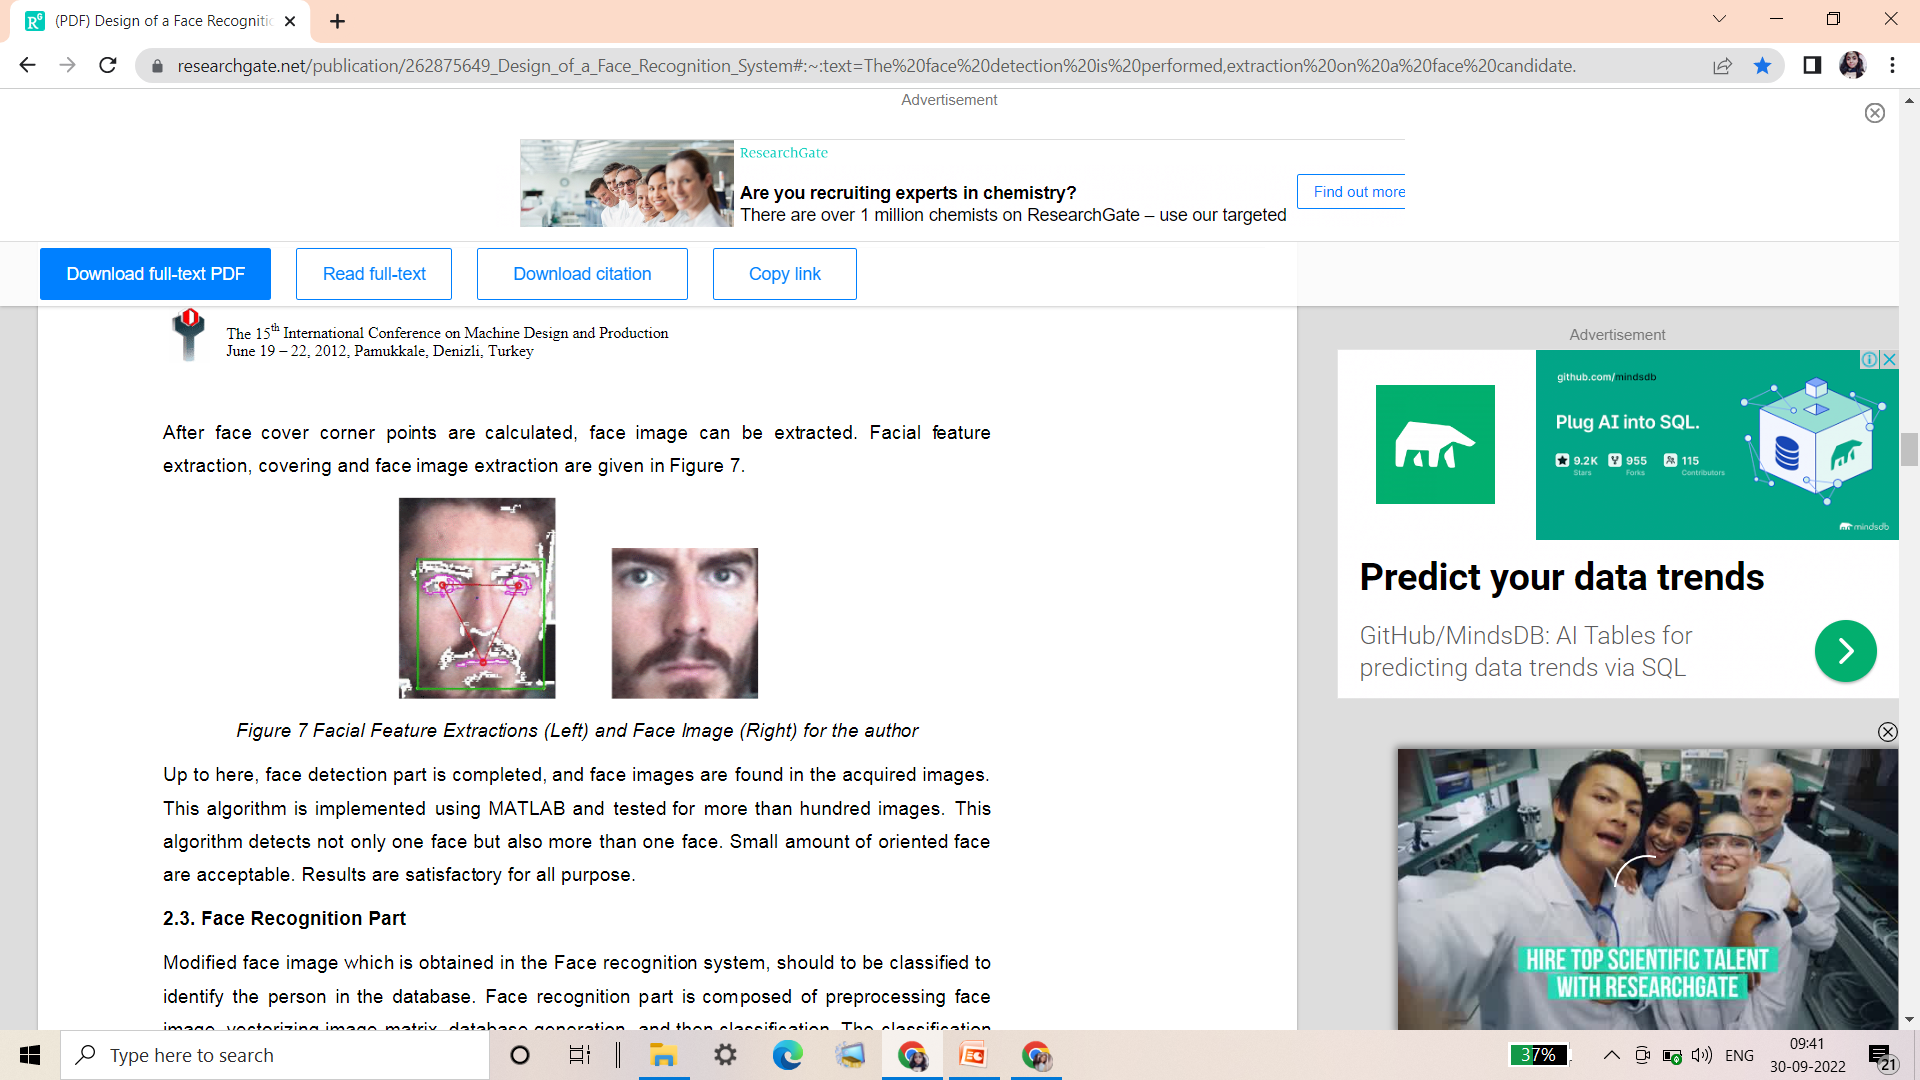 (PDF) Design of a Face Recognitic
researchgate.net/publication/262875649_Design_of_a_Face_Recognition_System#:~:text=The%20face%20detection%20is%20performed,extraction%20on%20a%20face%20candidate.
Advertisement
ResearchGate
Are you recruiting experts in chemistry?
There are over 1 million chemists on ResearchGate – use our targeted
Find out more
Download full-text PDF
Read full-text
Download citation
Copy link
The 15th International Conference on Machine Design and Production
June 19 – 22, 2012, Pamukkale, Denizli, Turkey
After face cover corner points are calculated, face image can be extracted. Facial feature
extraction, covering and face image extraction are given in Figure 7.
Figure 7 Facial Feature Extractions (Left) and Face Image (Right) for the author
Up to here, face detection part is completed, and face images are found in the acquired images.
This algorithm is implemented using MATLAB and tested for more than hundred images. This
algorithm detects not only one face but also more than one face. Small amount of oriented face
are acceptable. Results are satisfactory for all purpose.
2.3. Face Recognition Part
Modified face image which is obtained in the Face recognition system, should to be classified to
identify the person in the database. Face recognition part is composed of preprocessing face
image, vectorizing image matrix, database generation, and then classification. The classification
Advertisement
github.com/mindsdb
Plug AI into SQL.
9.2K 955 115
Stars Forks Contributors
mindsdb
Predict your data trends
GitHub/MindsDB: AI Tables for
predicting data trends via SQL
HIRE TOP SCIENTIFIC TALENT
WITH RESEARCHGATE
Type here to search
37%
ENG
09:41
30-09-2022
21